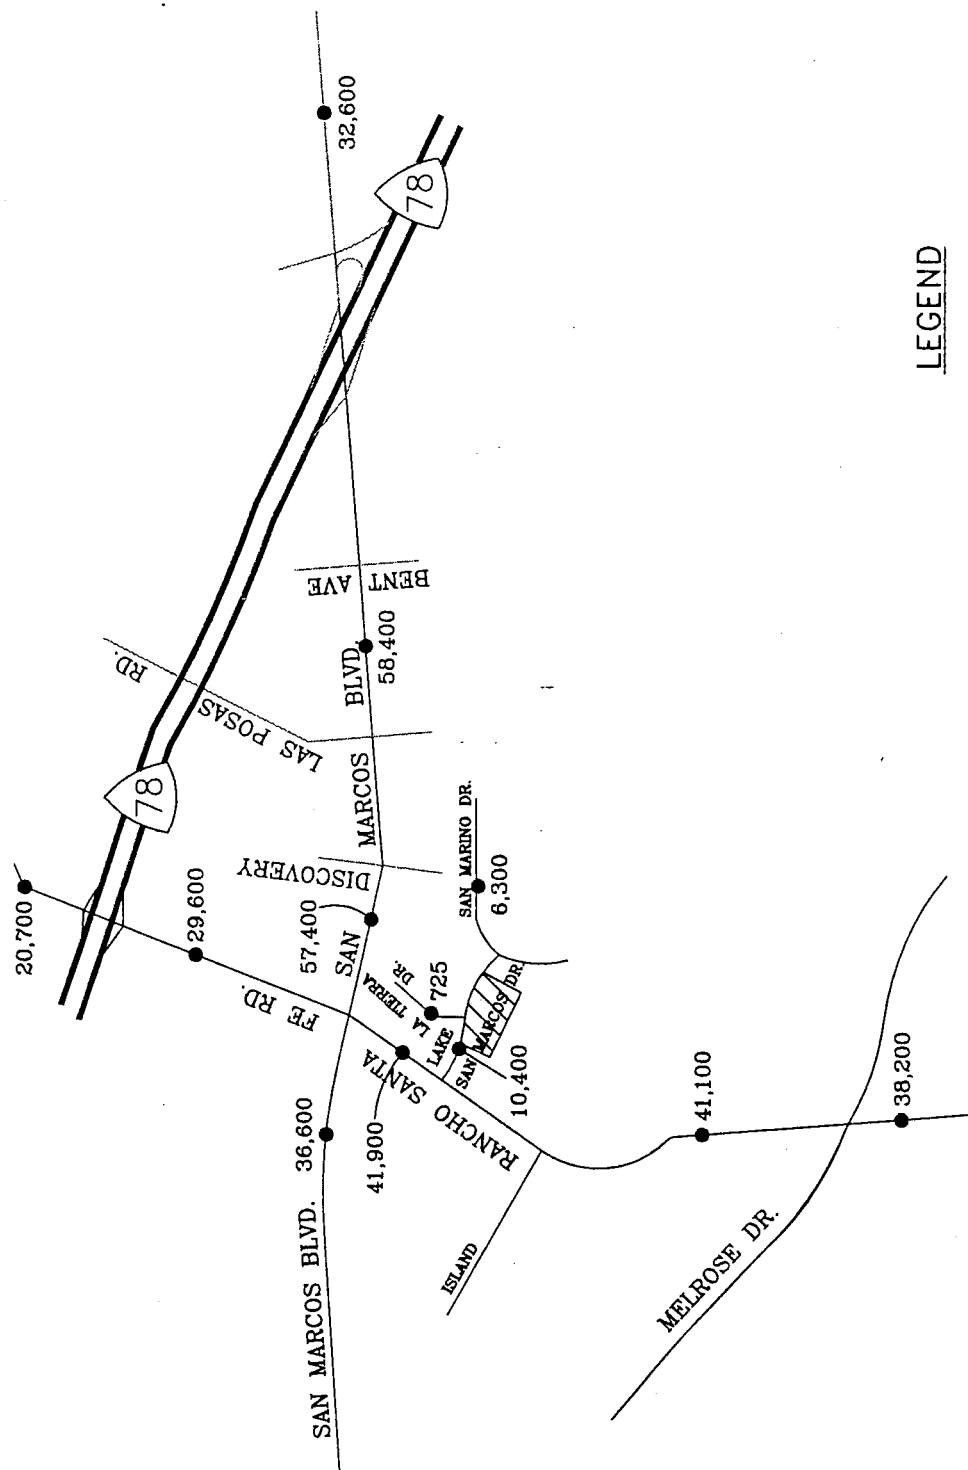 20,700
29,600
78
RANCHO SANTA FE RD.
LAS POSAS RD.
78
32,600
SAN MARCOS BLVD.
36,600
57,400
SAN MARCOS BLVD.
DISCOVERY
58,400
BENT
AVE
41,900
LA TIERRA
DR.
725
LAKE
SAN MARCOS DR.
10,400
SAN MARINO DR.
6,300
ISLAND
41,100
38,200
MELROSE DR.
LEGEND